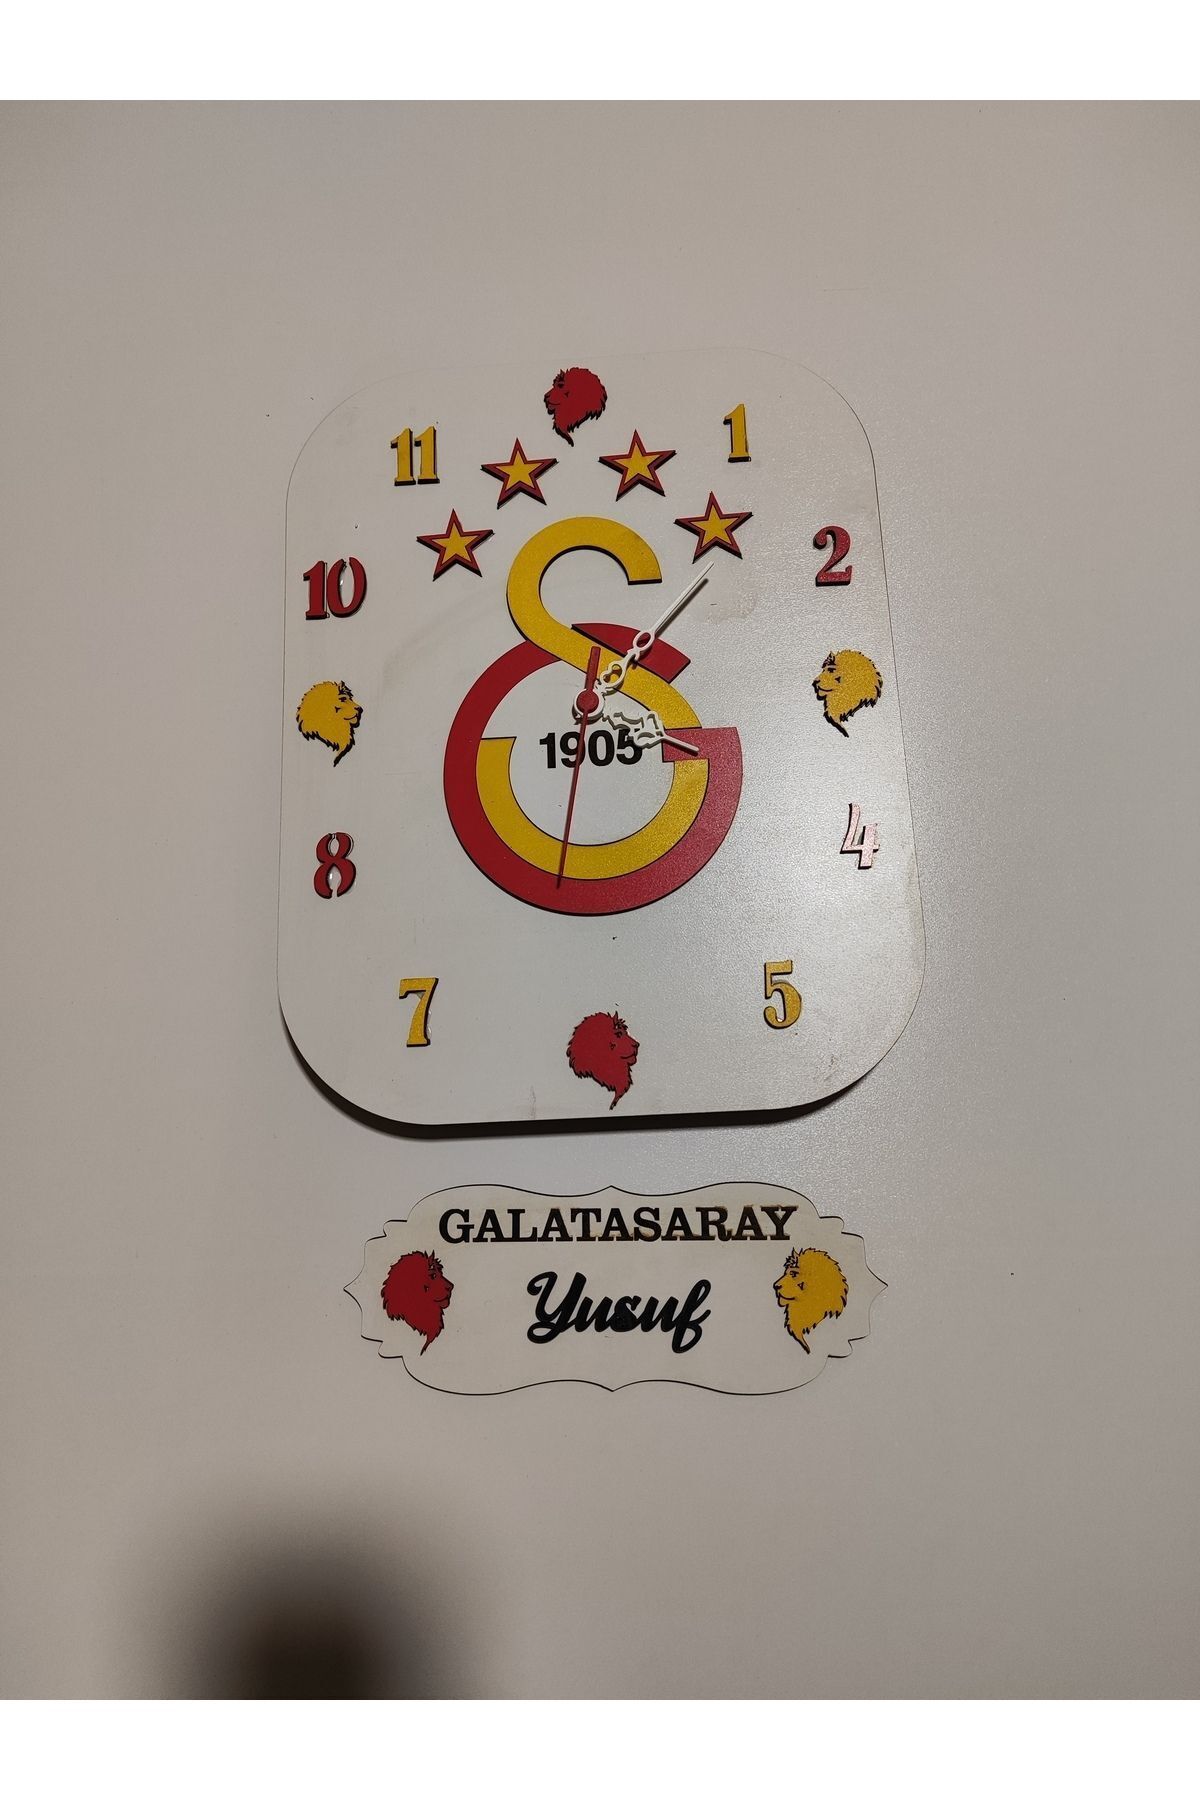 11 1
10 2
1905
8 4
7 5
GALATASARAY
Yusuf